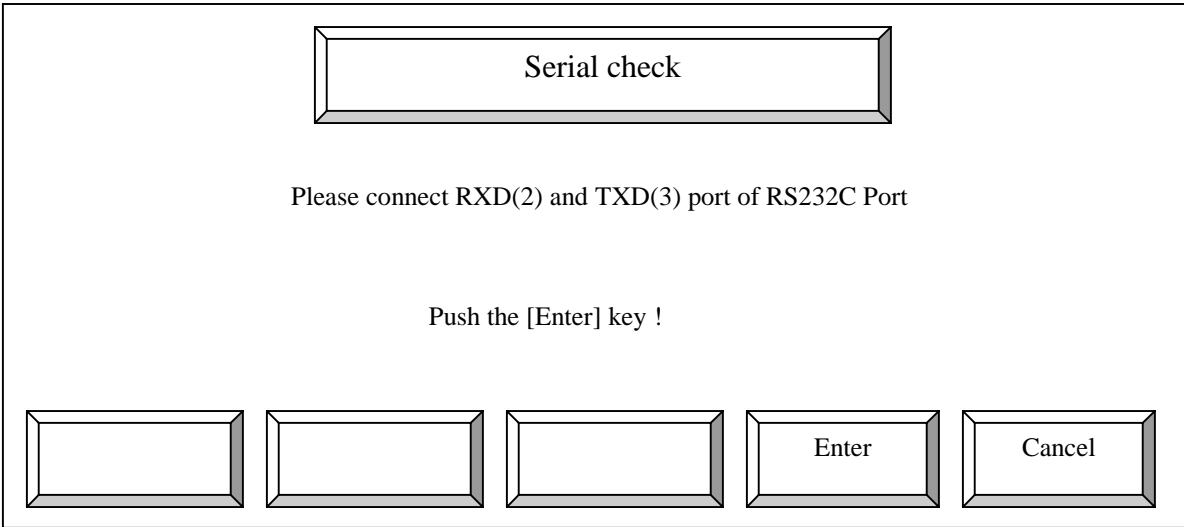 Serial check
Please connect RXD(2) and TXD(3) port of RS232C Port
Push the [Enter] key !
Enter
Cancel